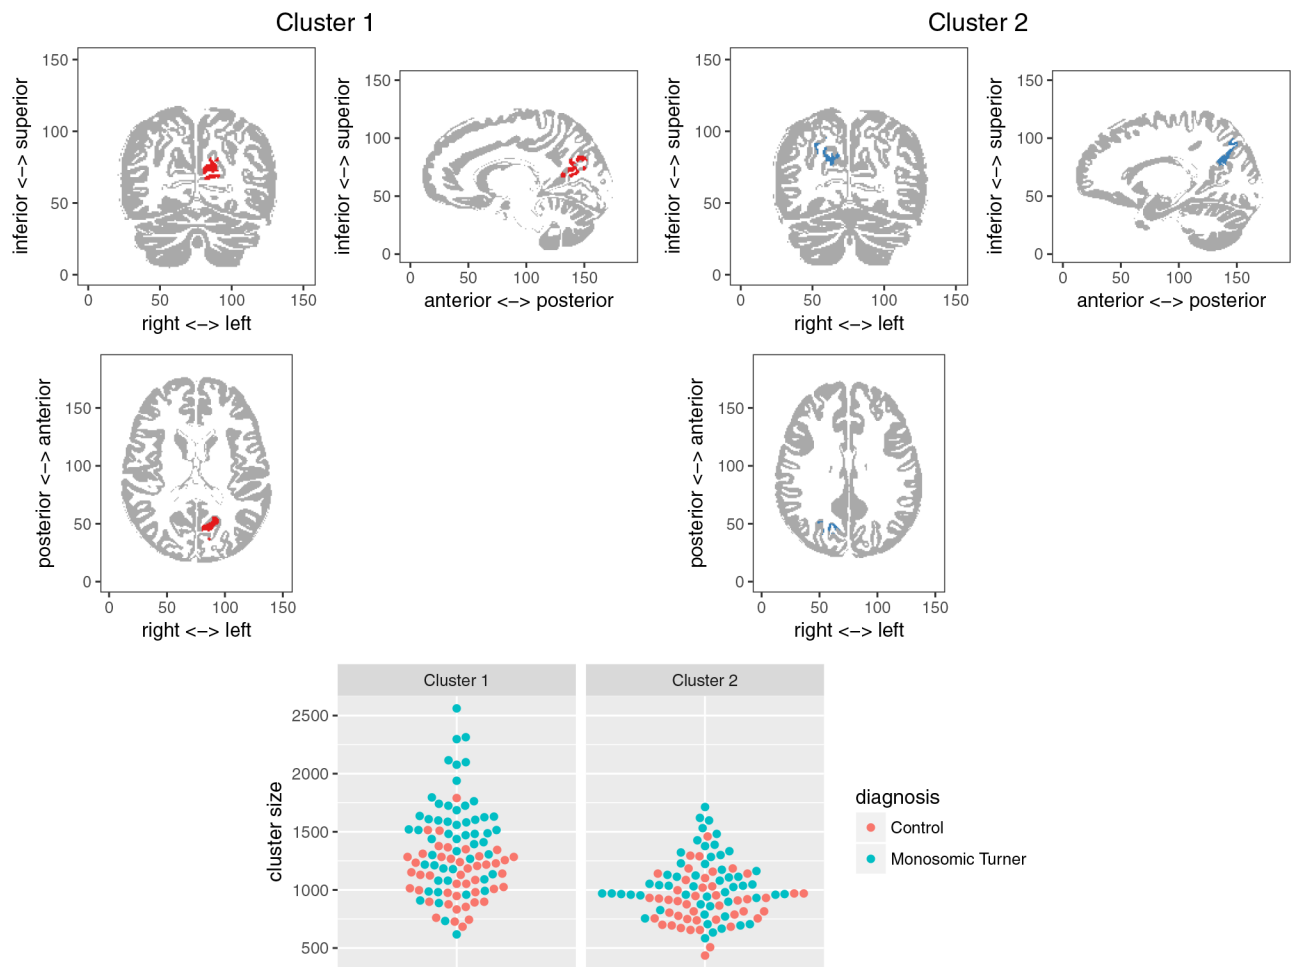 Cluster 1
Cluster 2
150
100
50
0
inferior <−> superior
0 50 100 150
right <−> left
150
100
50
0
inferior <−> superior
0 50 100 150
anterior <−> posterior
150
100
50
0
inferior <−> superior
0 50 100 150
right <−> left
150
100
50
0
inferior <−> superior
0 50 100 150
anterior <−> posterior
150
100
50
0
posterior <−> anterior
0 50 100 150
right <−> left
150
100
50
0
posterior <−> anterior
0 50 100 150
right <−> left
Cluster 1
Cluster 2
2500
2000
1500
1000
500
cluster size
diagnosis
Control
Monosomic Turner